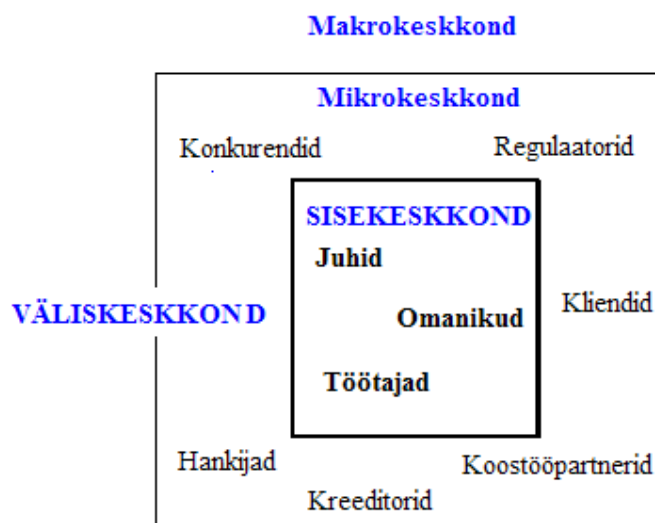 Makrokeskkond
Mikrokeskkond
Konkurendid
Regulaatorid
SISEKESKKOND
Juhid
VÄLISKESKKOND
Omanikud
Kliendid
Töötajad
Hankijad
Koostööpartnerid
Kreeditorid